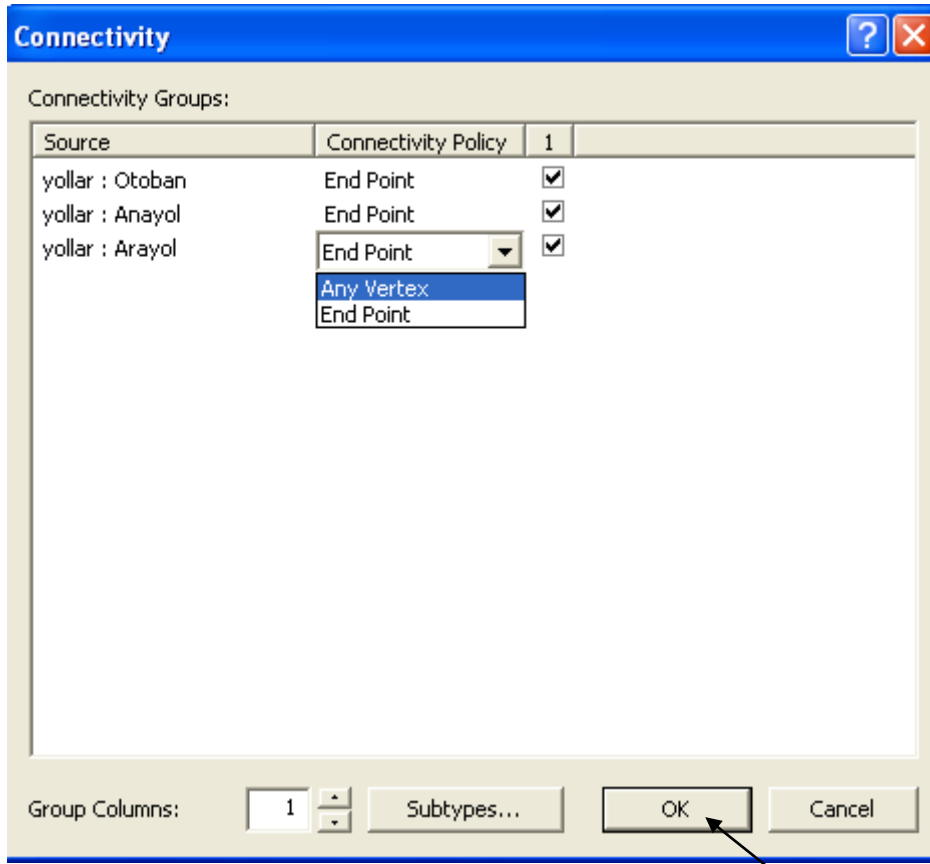 Connectivity
Connectivity Groups:
Source Connectivity Policy 1
yollar : Otoban End Point
yollar : Anayol End Point
yollar : Arayol End Point
Any Vertex
End Point
Group Columns: 1 Subtypes... OK Cancel